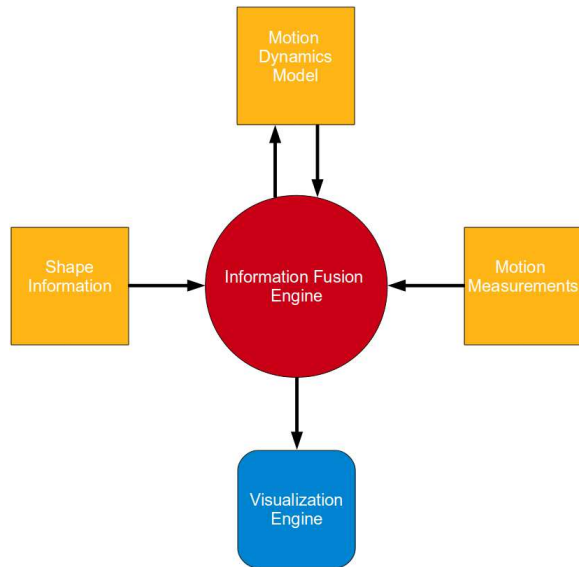 Motion
Dynamics
Model
Shape
Information
Information Fusion
Engine
Motion
Measurements
Visualization
Engine